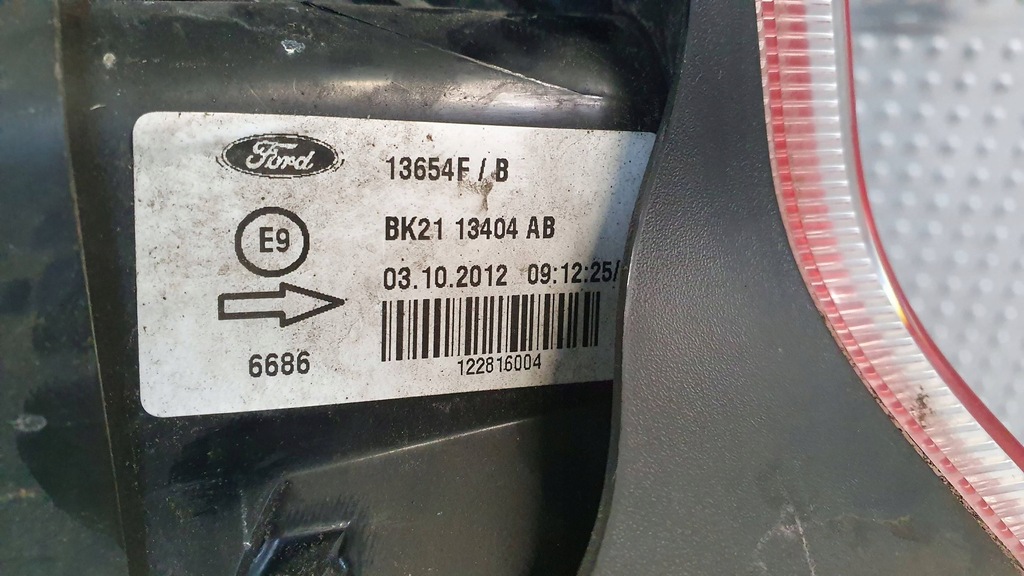 Ford
13654F / B
E9
BK21 13404 AB
03.10.2012 09:12:25/
6686
122816004